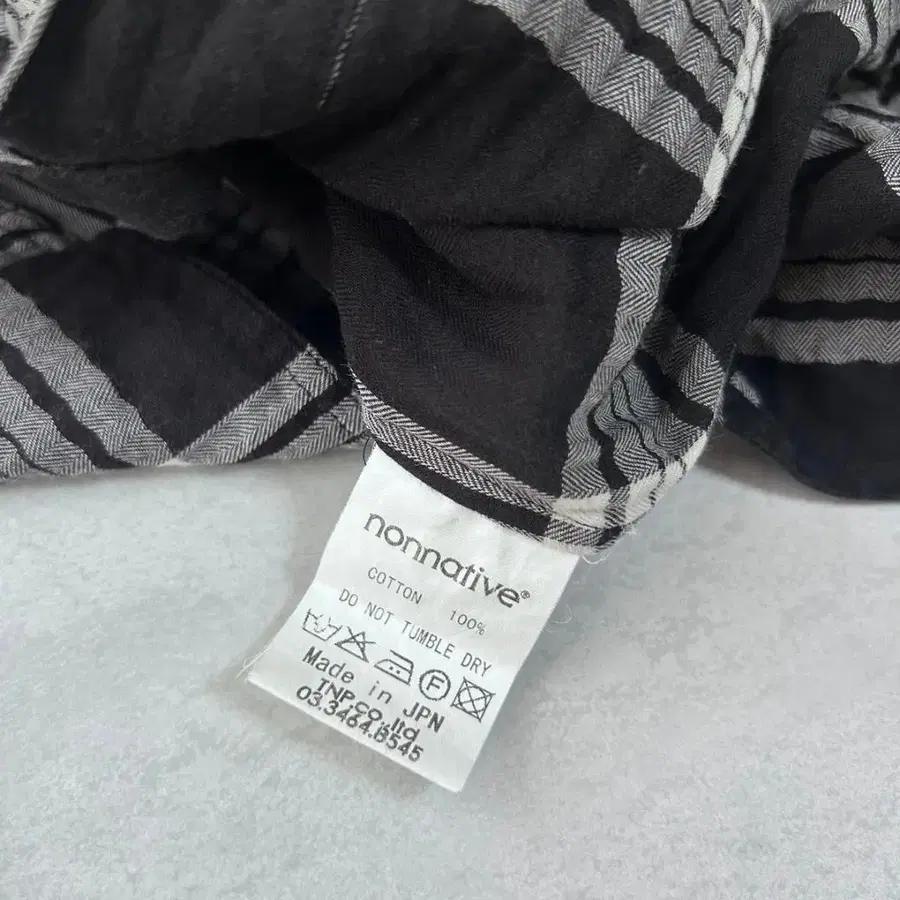 nonnative®
COTTON 100%
DO NOT TUMBLE DRY
F
Made in JPN
TNP.co.,ltd
03.3464.8545